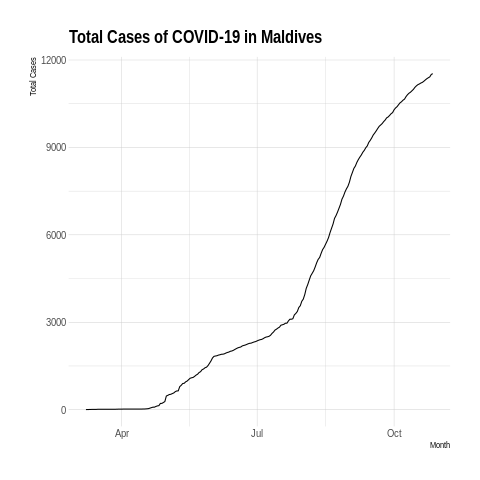 Total Cases of COVID-19 in Maldives
Total Cases
12000
9000
6000
3000
0
Apr
Jul
Oct
Month